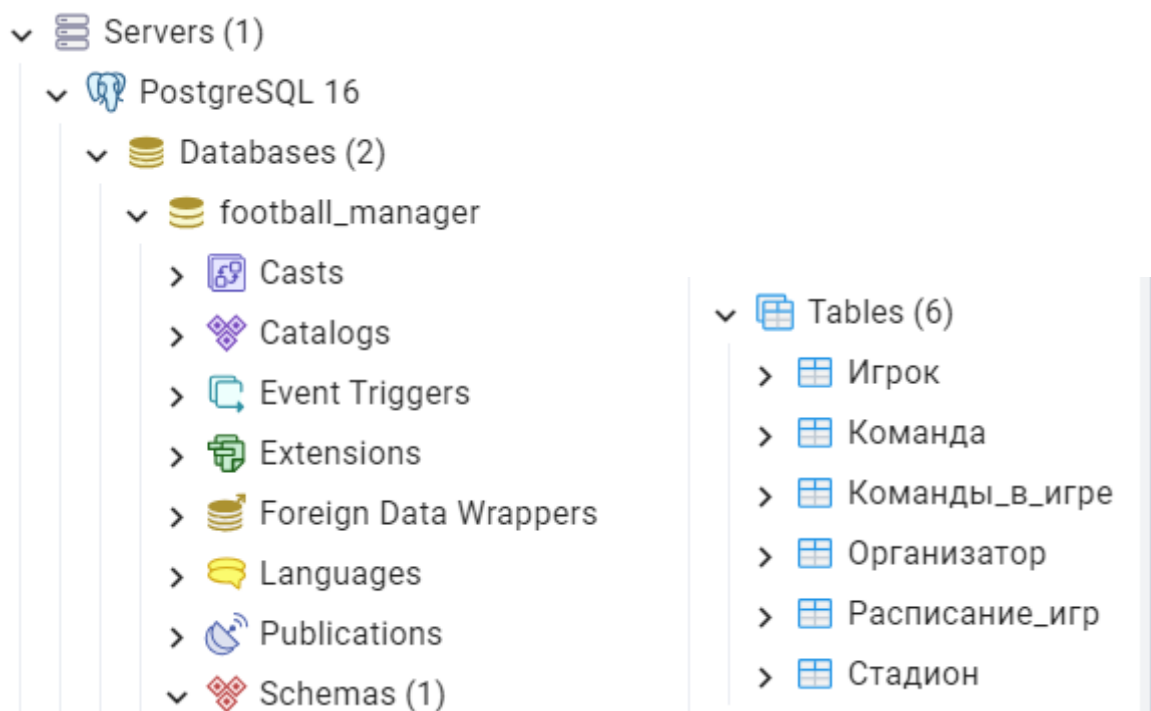 Servers (1)
PostgreSQL 16
Databases (2)
football_manager
Casts
Catalogs
Event Triggers
Extensions
Foreign Data Wrappers
Languages
Publications
Schemas (1)
Tables (6)
Игрок
Команда
Команды_в_игре
Организатор
Расписание_игр
Стадион